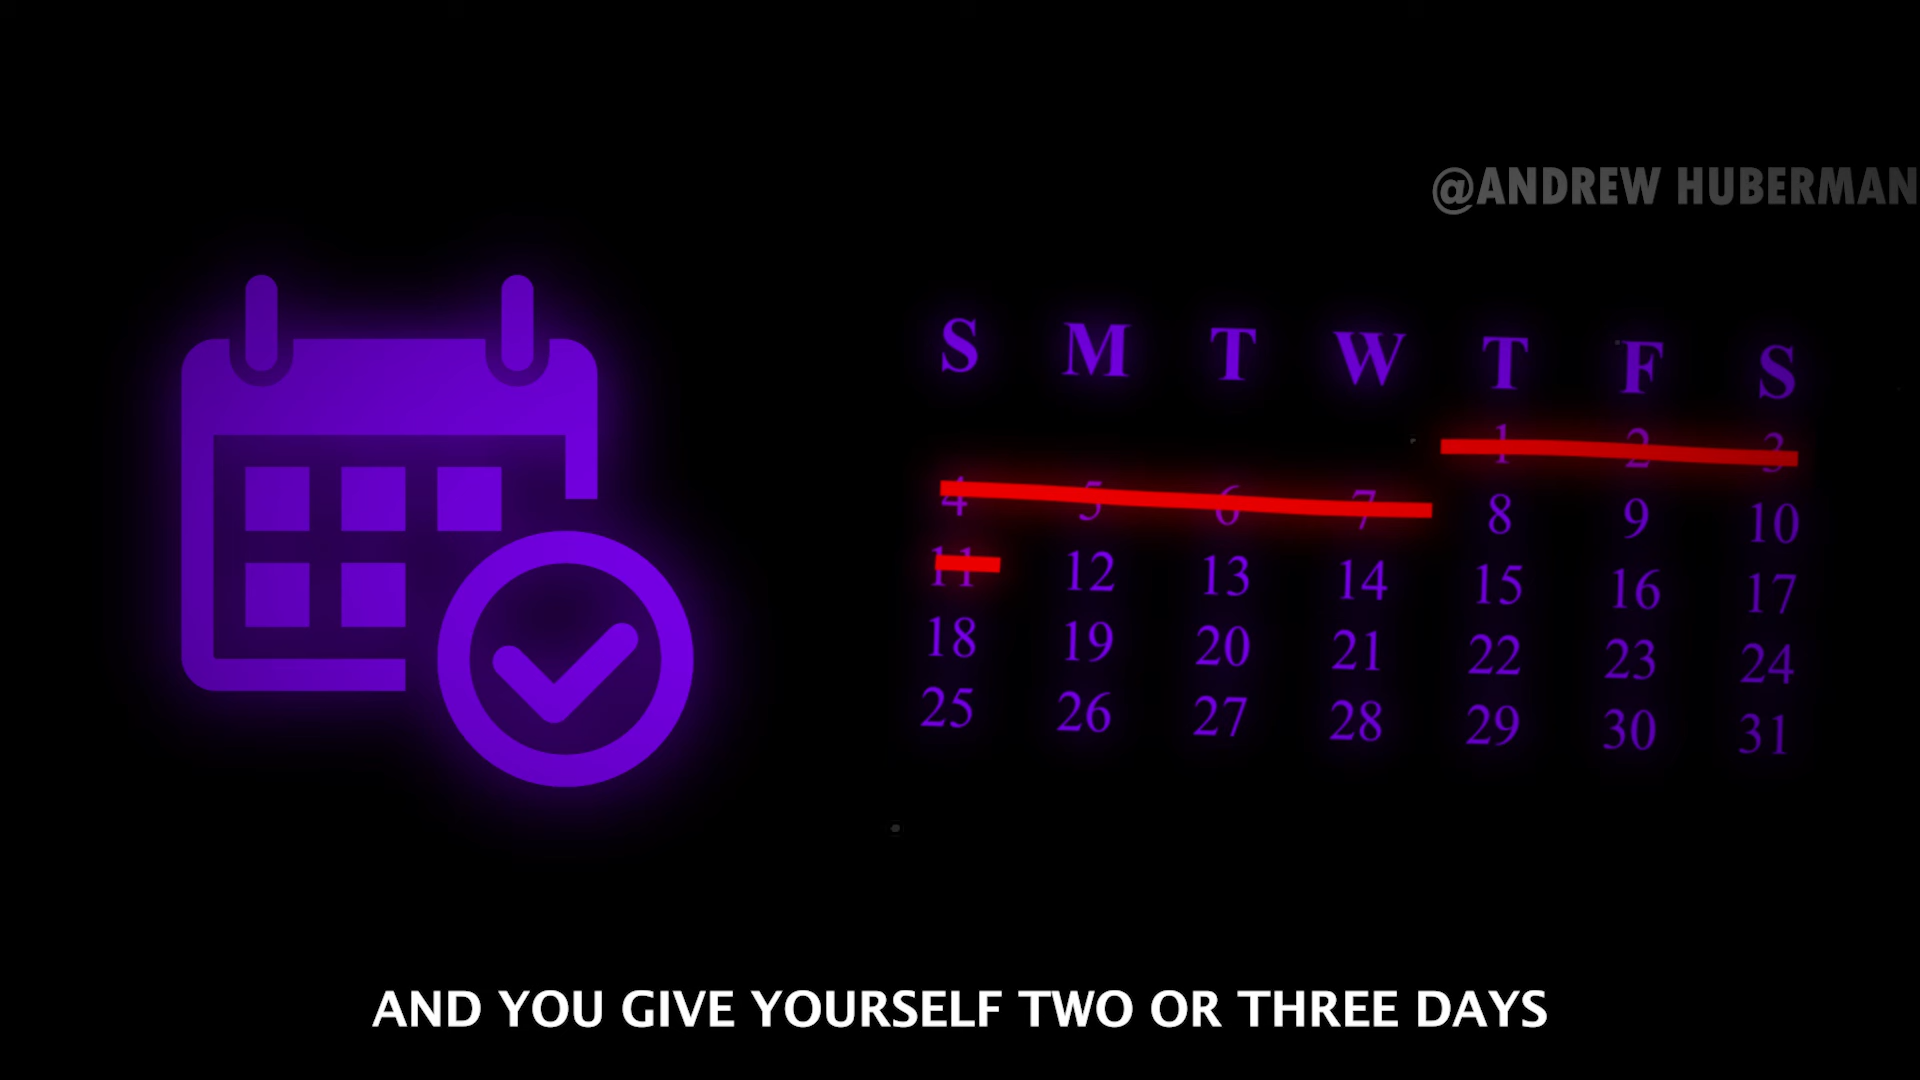 @ANDREW HUBERMAN
S M T W T F S
1 2 3
4 5 6 7 8 9 10
11 12 13 14 15 16 17
18 19 20 21 22 23 24
25 26 27 28 29 30 31
AND YOU GIVE YOURSELF TWO OR THREE DAYS